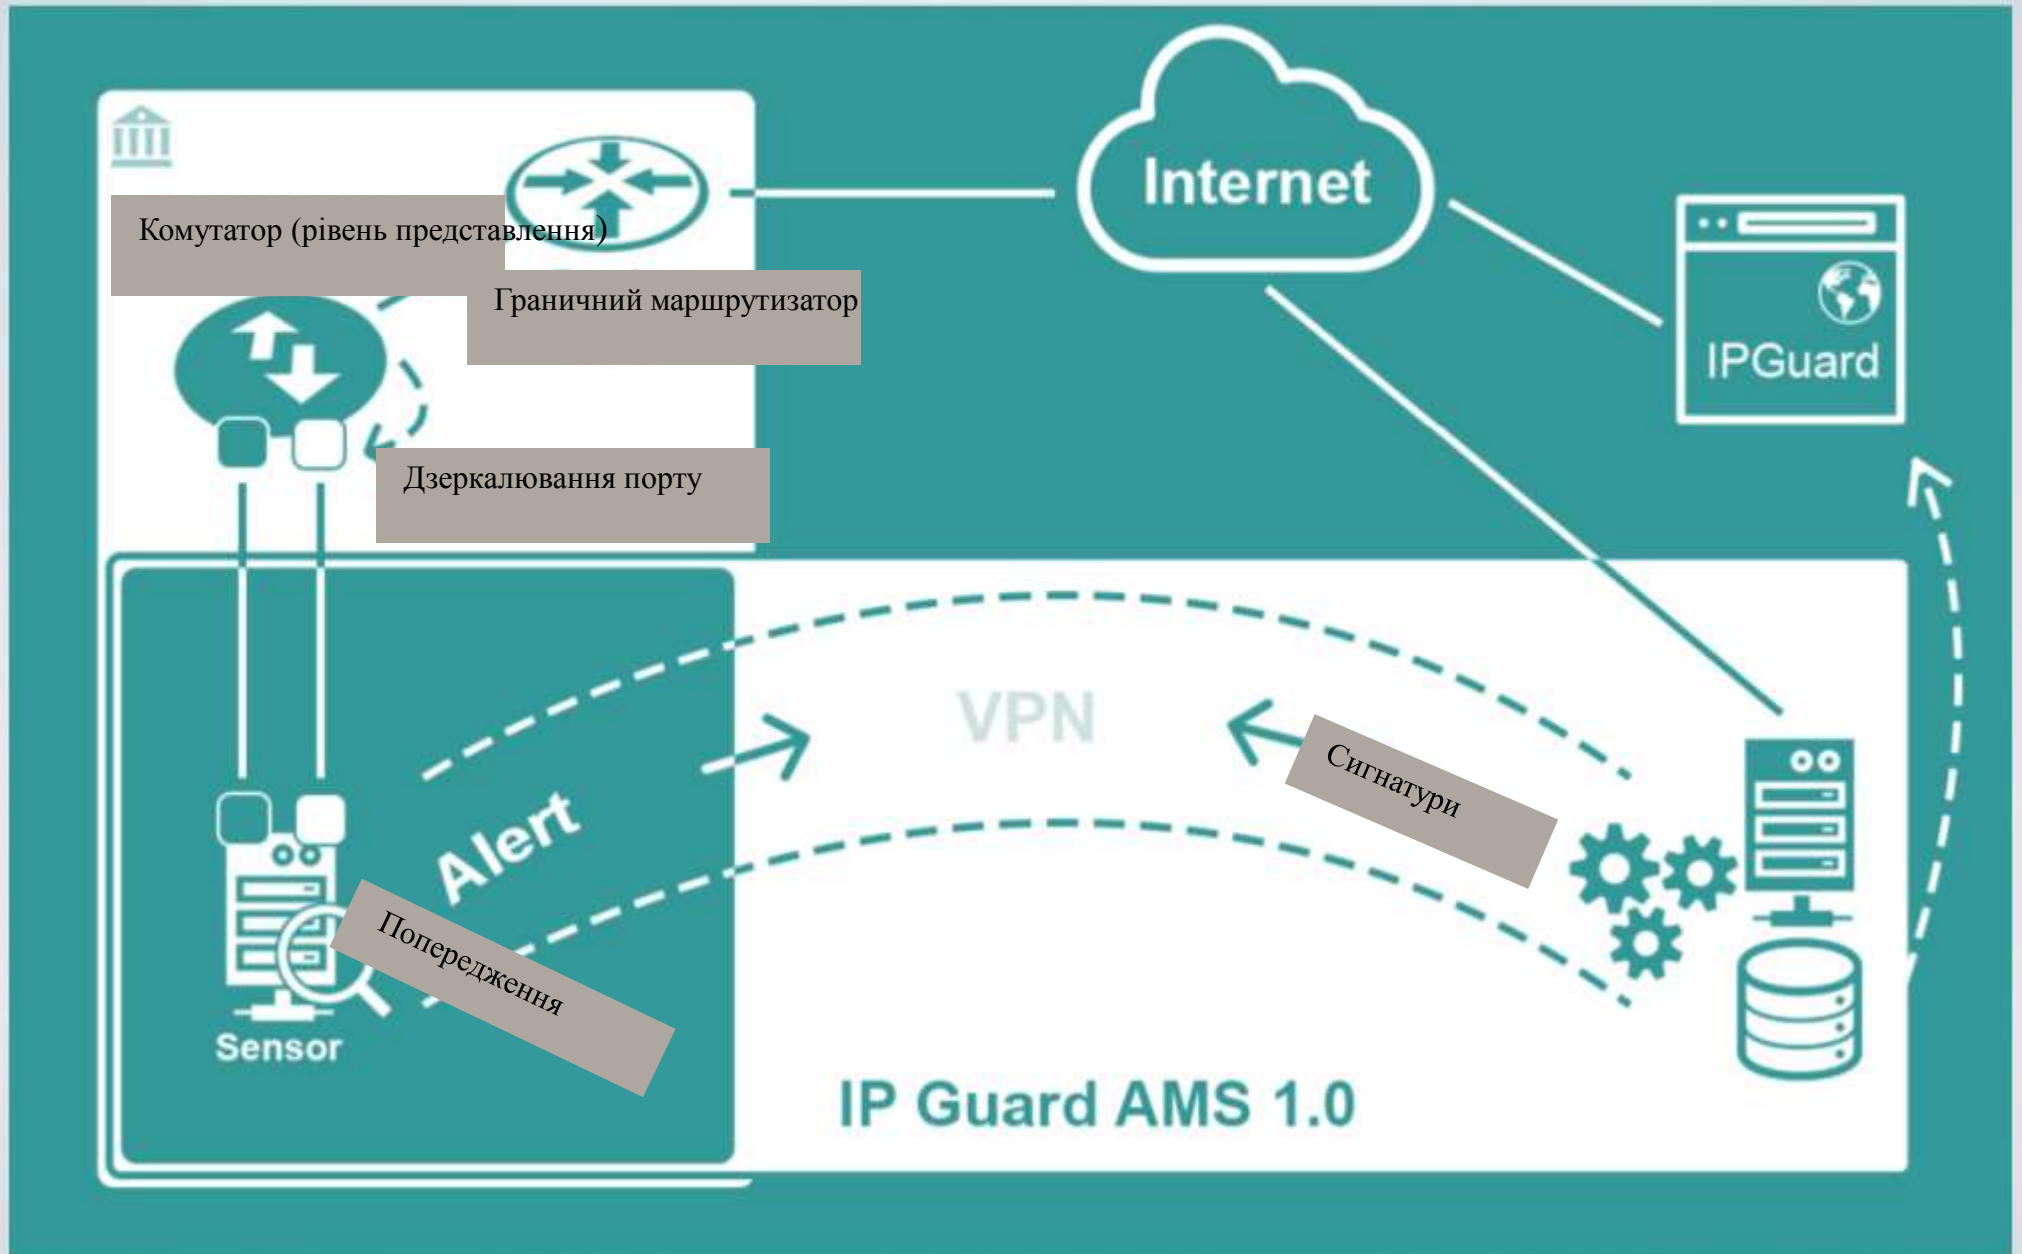 Internet
Комутатор (рівень представлення)
Граничний маршрутизатор
IPGuard
Дзеркалювання порту
VPN
Сигнатури
Alert
Попередження
Sensor
IP Guard AMS 1.0